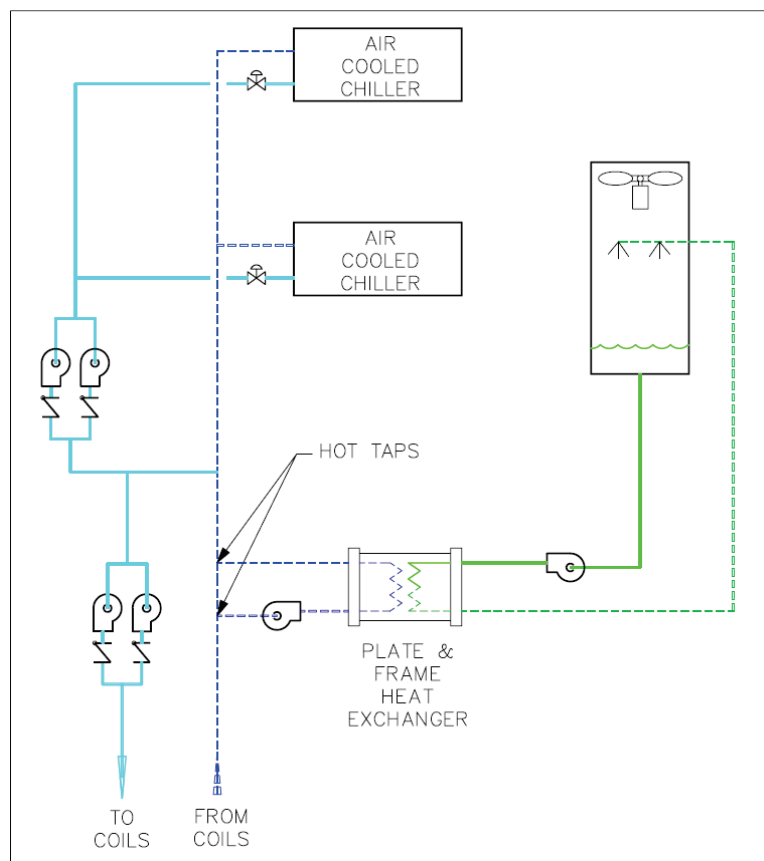 AIR
COOLED
CHILLER
AIR
COOLED
CHILLER
HOT TAPS
PLATE &
FRAME
HEAT
EXCHANGER
TO
COILS
FROM
COILS